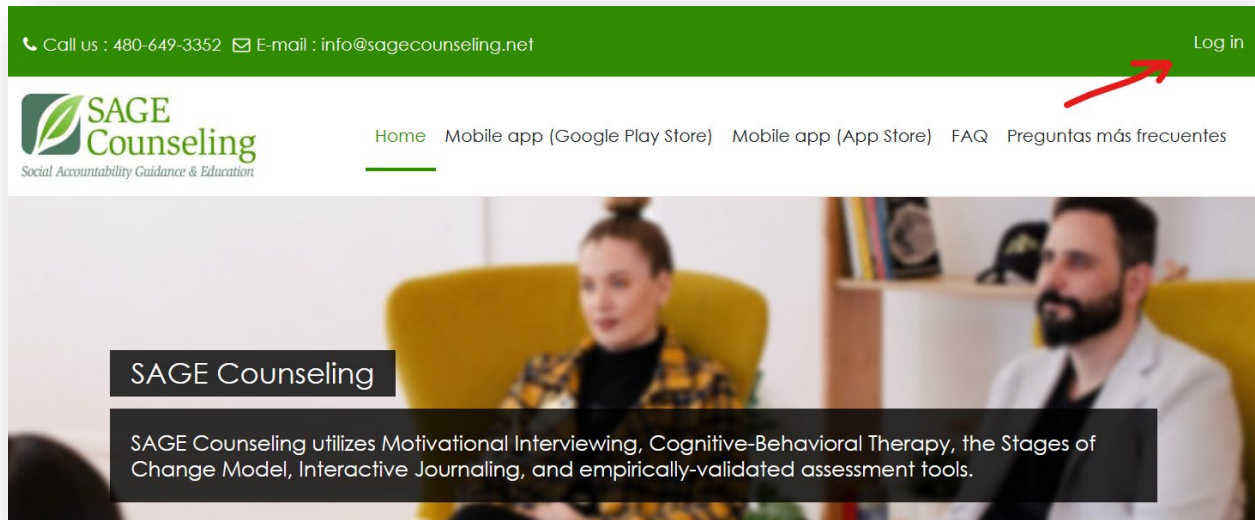 Call us : 480-649-3352 E-mail : info@sagecounseling.net
Log in
SAGE
Counseling
Social Accountability Guidance & Education
Home Mobile app (Google Play Store) Mobile app (App Store) FAQ Preguntas más frecuentes
SAGE Counseling
SAGE Counseling utilizes Motivational Interviewing, Cognitive-Behavioral Therapy, the Stages of
Change Model, Interactive Journaling, and empirically-validated assessment tools.